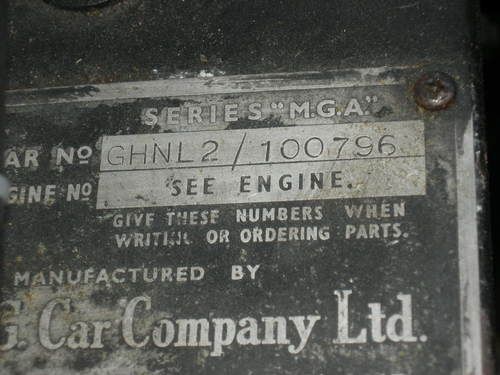 SERIES "M.G.A."
AR NO GHNL2/100796
GINE NO SEE ENGINE.
GIVE THESE NUMBERS WHEN
WRITING OR ORDERING PARTS.
MANUFACTURED BY
G. Car Company Ltd.